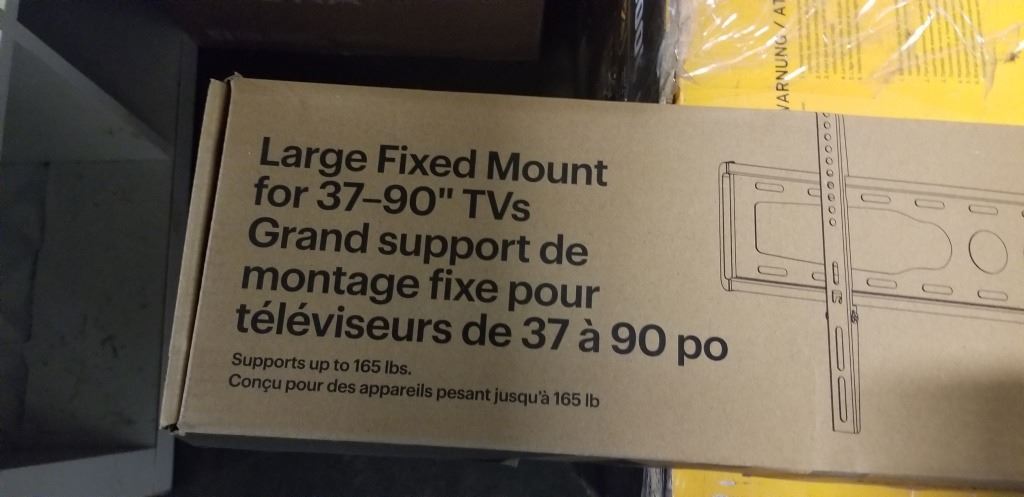 Large Fixed Mount
for 37–90" TVs
Grand support de
montage fixe pour
téléviseurs de 37 à 90 po
Supports up to 165 lbs.
Conçu pour des appareils pesant jusqu'à 165 lb